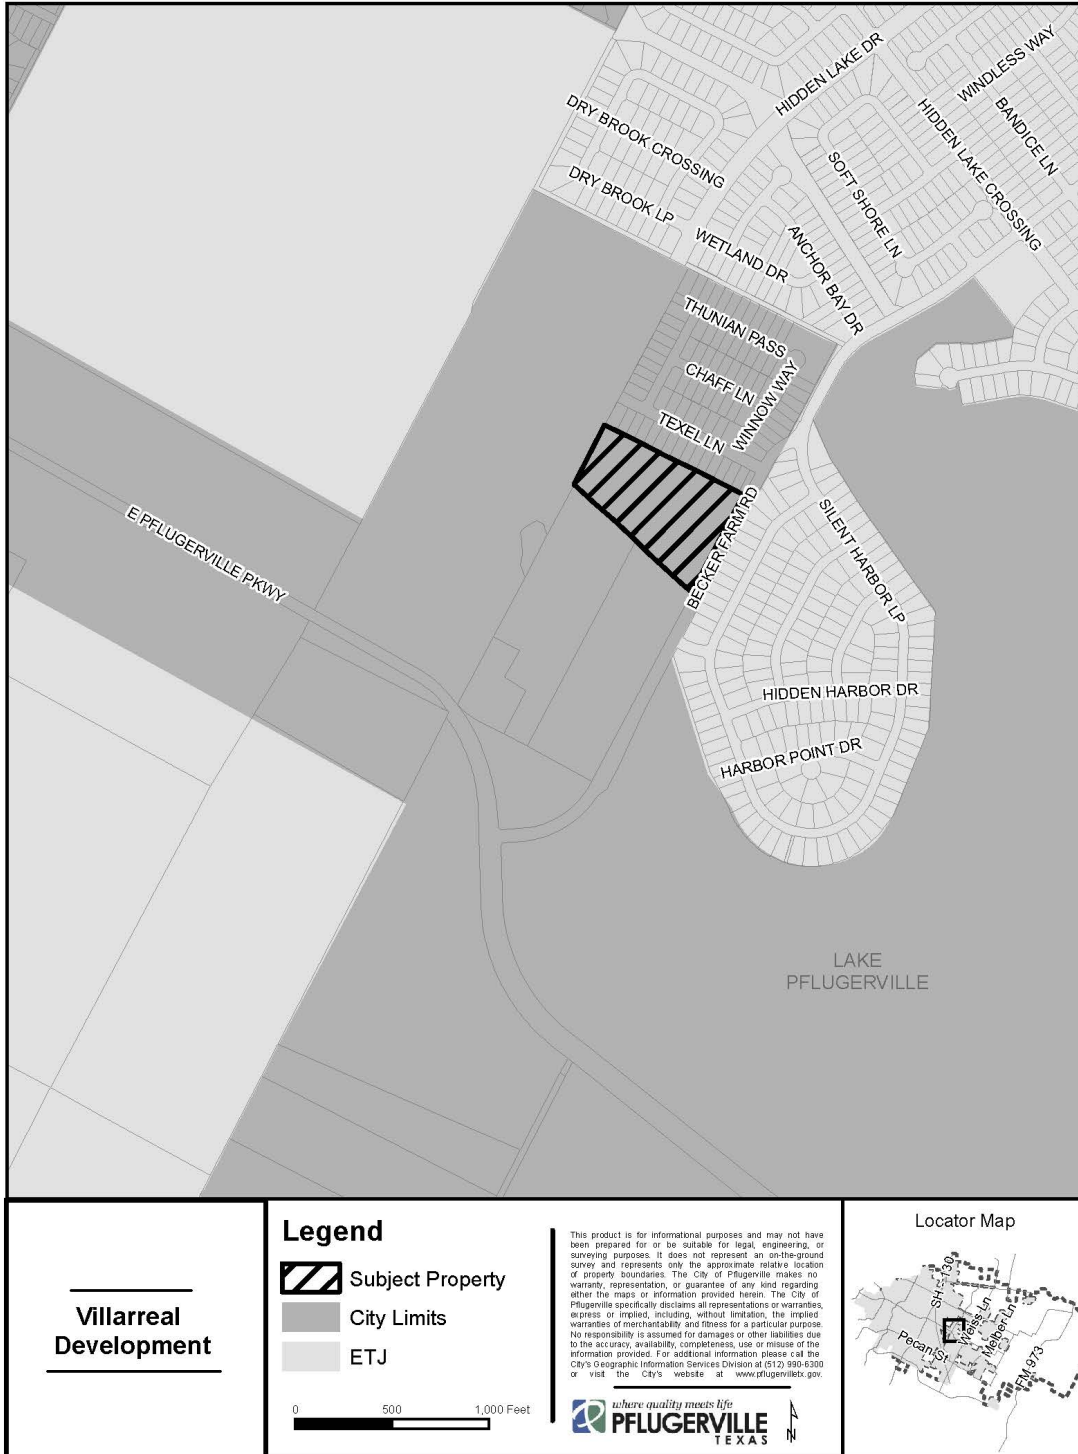 HIDDEN LAKE DR
WINDLESS WAY
DRY BROOK CROSSING
BANDICE LN
HIDDEN LAKE CROSSING
SOFT SHORE LN
DRY BROOK LP
WETLAND DR
ANCHOR BAY DR
THUNIAN PASS
CHAFF LN
WINNOW WAY
TEXEL LN
BECKER FARM RD
SILENT HARBOR LP
E PFLUGERVILLE PKWY
HIDDEN HARBOR DR
HARBOR POINT DR
LAKE
PFLUGERVILLE
Villarreal
Development
Legend
Subject Property
City Limits
ETJ
0 500 1,000 Feet
This product is for informational purposes and may not have
been prepared for or be suitable for legal, engineering, or
surveying purposes. It does not represent an on-the-ground
survey and represents only the approximate relative location
of property boundaries. The City of Pflugerville makes no
warranty, representation, or guarantee of any kind regarding
either the maps or information provided herein. The City of
Pflugerville specifically disclaims all representations or warranties,
express or implied, including, without limitation, the implied
warranties of merchantability and fitness for a particular purpose.
No responsibility is assumed for damages or other liabilities due
to the accuracy, availability, completeness, use or misuse of the
information provided. For additional information please call the
City's Geographic Information Services Division at (512) 990-6300
or visit the City's website at www.pflugervilletx.gov.
where quality meets life
PFLUGERVILLE
TEXAS
N
Locator Map
SH 130
Weiss Ln
Melber Ln
Pecan St
FM 973